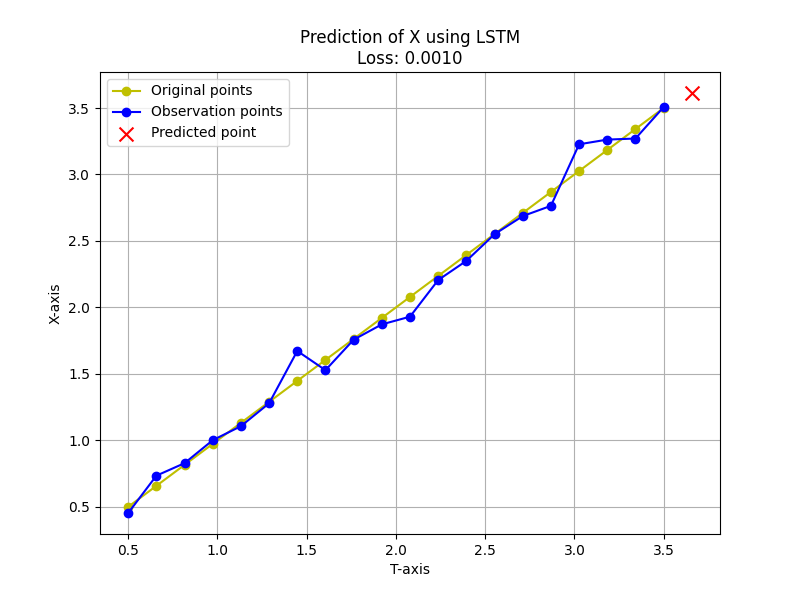 Prediction of X using LSTM
Loss: 0.0010
Original points
Observation points
Predicted point
3.5
3.0
2.5
2.0
1.5
1.0
0.5
X-axis
0.5 1.0 1.5 2.0 2.5 3.0 3.5
T-axis